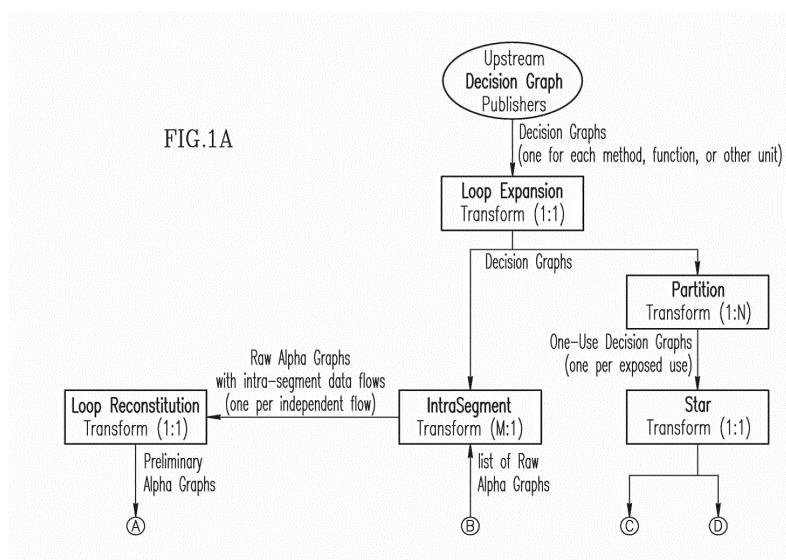 Upstream
Decision Graph
Publishers
FIG.1A
Decision Graphs
(one for each method, function, or other unit)
Loop Expansion
Transform (1:1)
Decision Graphs
Partition
Transform (1:N)
One-Use Decision Graphs
(one per exposed use)
Raw Alpha Graphs
with intra-segment data flows
(one per independent flow)
Loop Reconstitution
Transform (1:1)
IntraSegment
Transform (M:1)
Star
Transform (1:1)
Preliminary
Alpha Graphs
list of Raw
Alpha Graphs
A
B
C
D